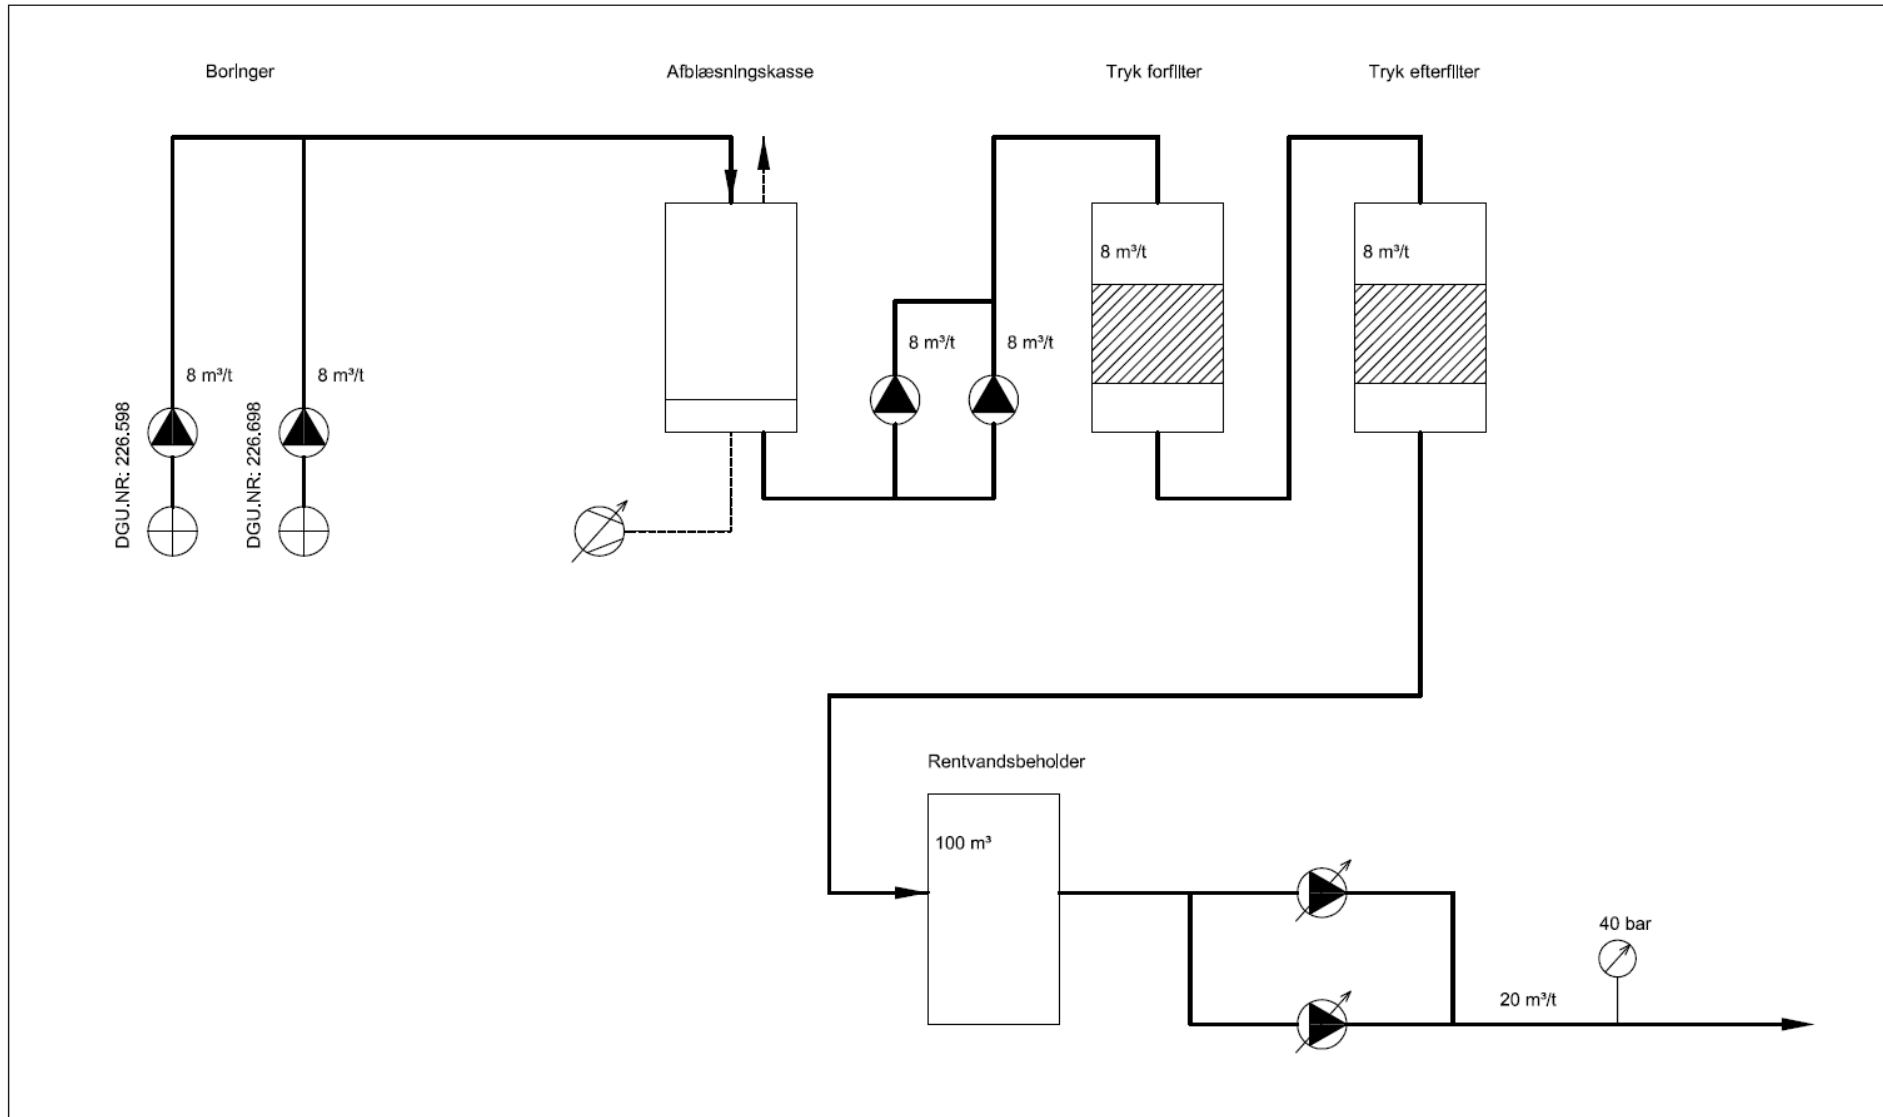 Boringer
Afblæsningskasse
Tryk forfilter
Tryk efterfilter
8 m³/t
8 m³/t
8 m³/t
8 m³/t
8 m³/t
8 m³/t
DGU.NR: 226.598
DGU.NR: 226.698
Rentvandsbeholder
100 m³
40 bar
20 m³/t